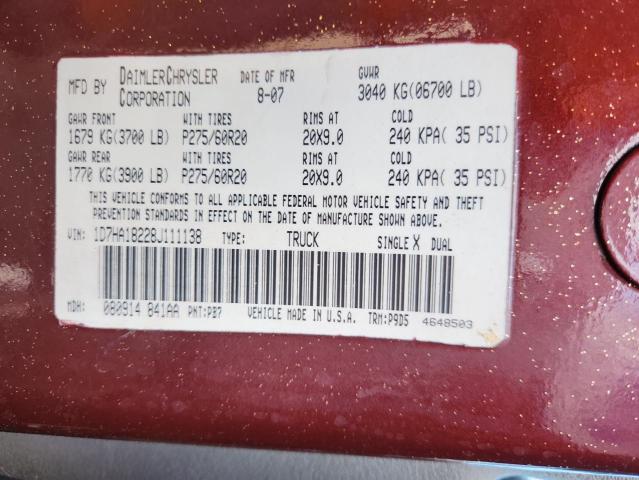 MFD BY DAIMLERCHRYSLER CORPORATION DATE OF MFR 8-07 GVWR 3040 KG(06700 LB)
GAWR FRONT WITH TIRES RIMS AT COLD
1679 KG(3700 LB) P275/60R20 20X9.0 240 KPA( 35 PSI)
GAWR REAR WITH TIRES RIMS AT COLD
1770 KG(3900 LB) P275/60R20 20X9.0 240 KPA( 35 PSI)
THIS VEHICLE CONFORMS TO ALL APPLICABLE FEDERAL MOTOR VEHICLE SAFETY AND THEFT
PREVENTION STANDARDS IN EFFECT ON THE DATE OF MANUFACTURE SHOWN ABOVE.
VIN: 1D7HA18228J111138 TYPE: TRUCK SINGLE X DUAL
MDH: 080914 841AA PNT:PB7 VEHICLE MADE IN U.S.A. TRM:P9D5 4648503